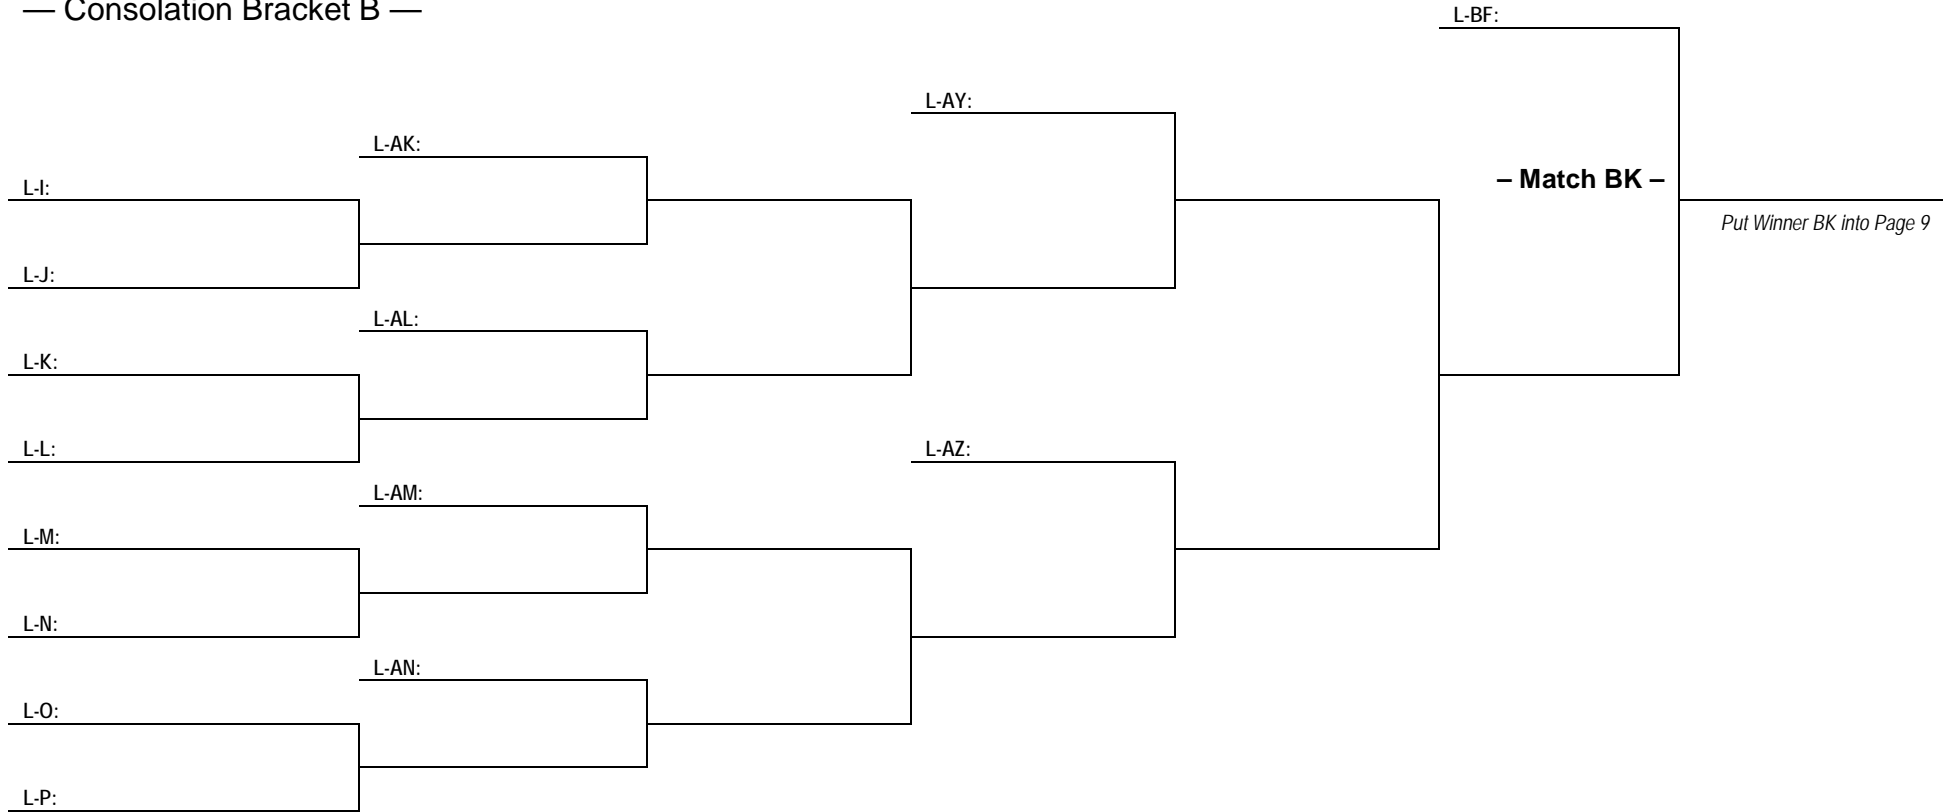 — Consolation Bracket B —
L-BF:
L-AY:
L-AK:
– Match BK –
L-I:
Put Winner BK into Page 9
L-J:
L-AL:
L-K:
L-L:
L-AZ:
L-AM:
L-M:
L-N:
L-AN:
L-O:
L-P: